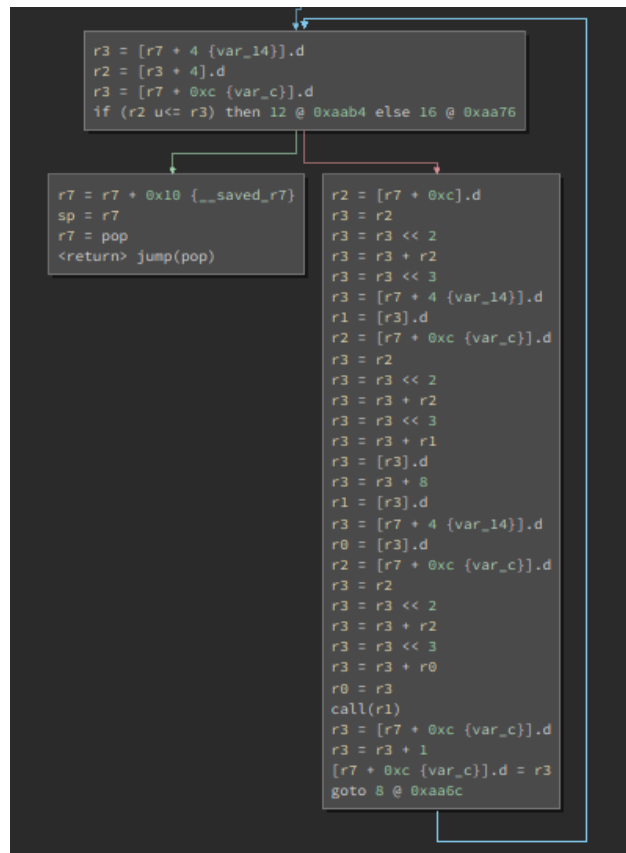 r3 = [r7 + 4 {var_14}].d
r2 = [r3 + 4].d
r3 = [r7 + 0xc {var_c}].d
if (r2 u<= r3) then 12 @ 0xaab4 else 16 @ 0xaa76
r7 = r7 + 0x10 {__saved_r7}
sp = r7
r7 = pop
<return> jump(pop)
r2 = [r7 + 0xc].d
r3 = r2
r3 = r3 << 2
r3 = r3 + r2
r3 = r3 << 3
r3 = [r7 + 4 {var_14}].d
r1 = [r3].d
r2 = [r7 + 0xc {var_c}].d
r3 = r2
r3 = r3 << 2
r3 = r3 + r2
r3 = r3 << 3
r3 = r3 + r1
r3 = [r3].d
r3 = r3 + 8
r1 = [r3].d
r3 = [r7 + 4 {var_14}].d
r0 = [r3].d
r2 = [r7 + 0xc {var_c}].d
r3 = r2
r3 = r3 << 2
r3 = r3 + r2
r3 = r3 << 3
r3 = r3 + r0
r0 = r3
call(r1)
r3 = [r7 + 0xc {var_c}].d
r3 = r3 + 1
[r7 + 0xc {var_c}].d = r3
goto 8 @ 0xaa6c